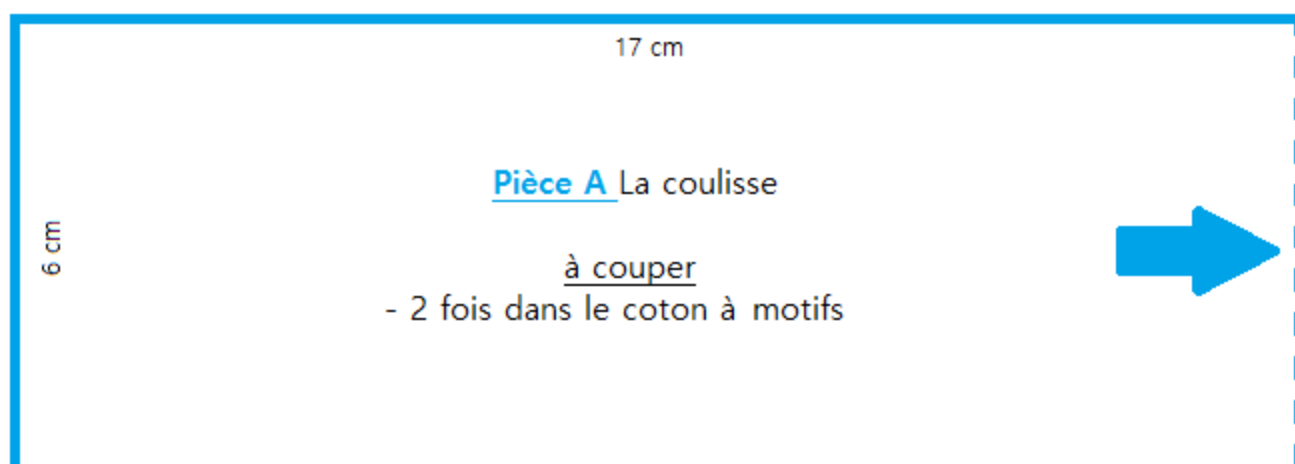 17 cm
Pièce A La coulisse
6 cm
à couper
- 2 fois dans le coton à motifs